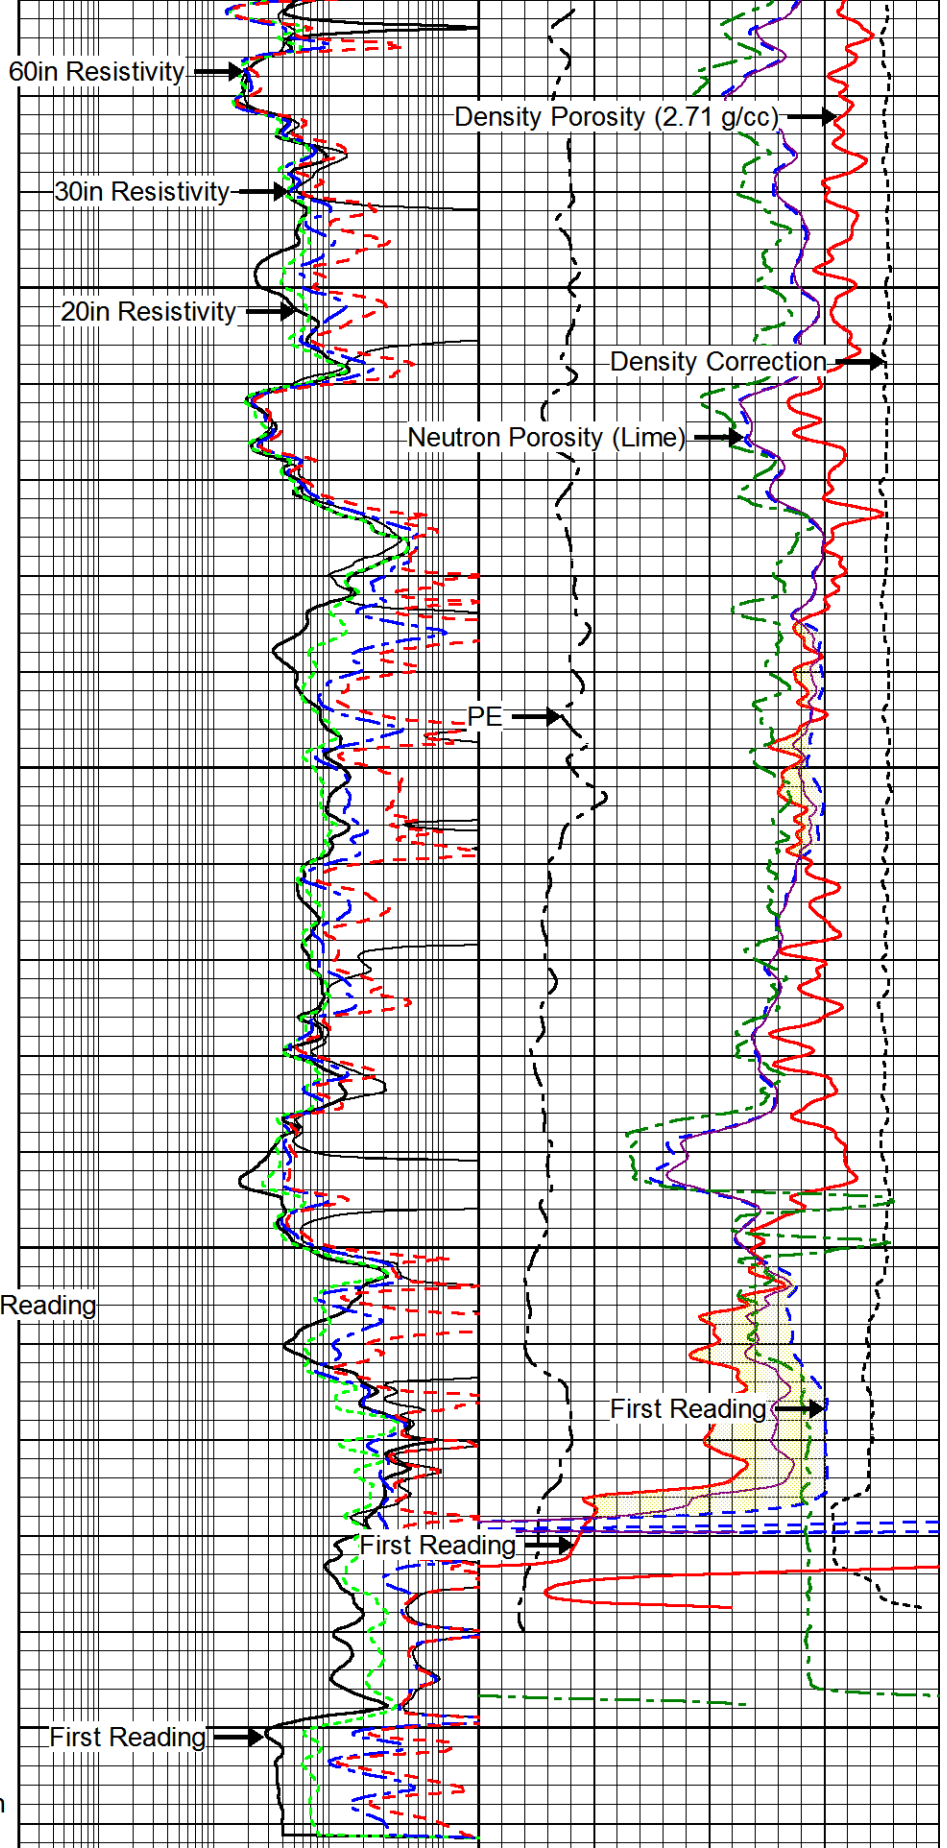 60in Resistivity
Density Porosity (2.71 g/cc)
30in Resistivity
20in Resistivity
Density Correction
Neutron Porosity (Lime)
PE
Reading
First Reading
First Reading
First Reading
n